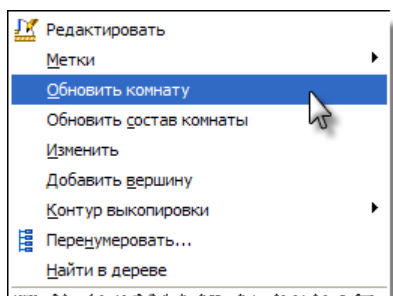 Редактировать
Метки
Обновить комнату
Обновить состав комнаты
Изменить
Добавить вершину
Контур выкопировки
Перенумеровать...
Найти в дереве